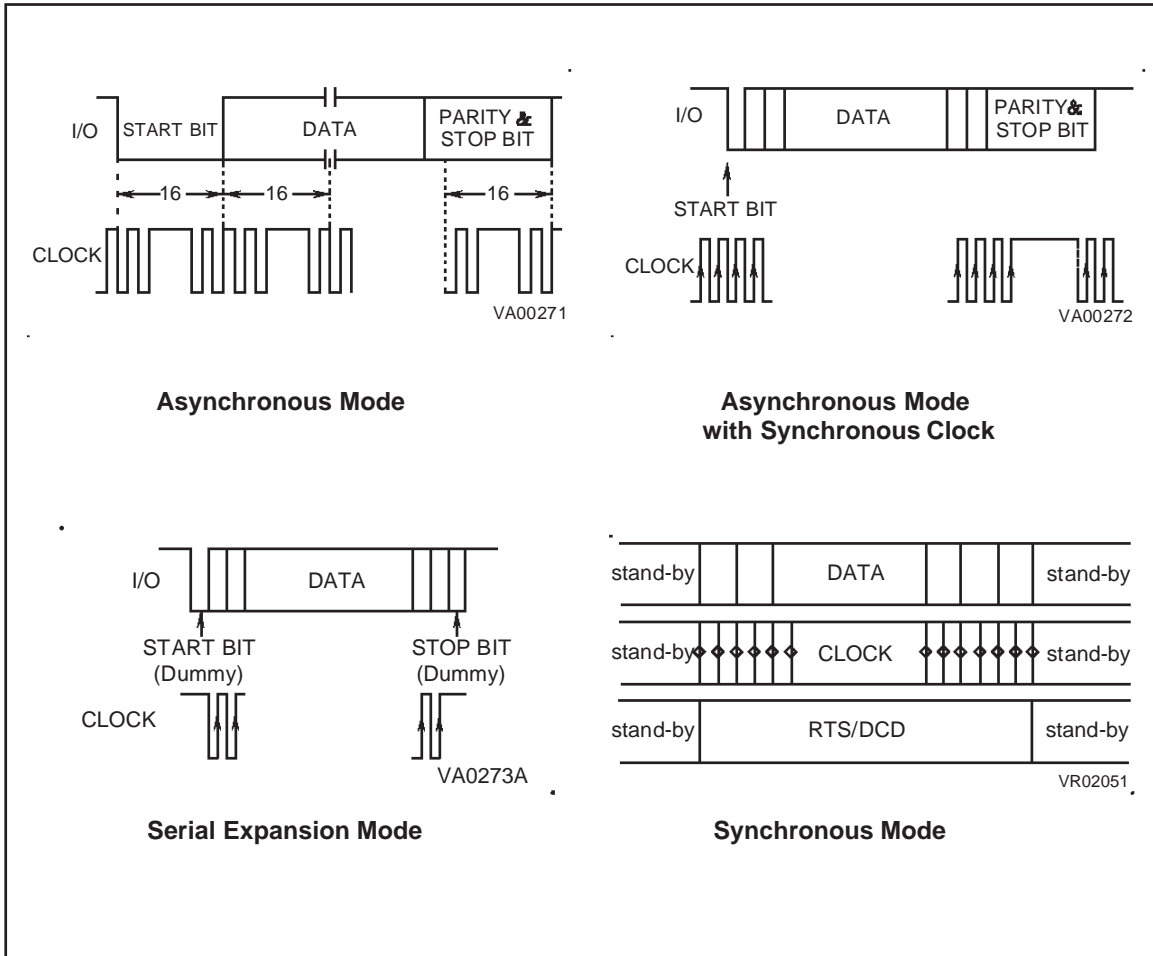 I/O START BIT DATA PARITY & STOP BIT
16 16 16
CLOCK
VA00271
Asynchronous Mode
I/O DATA PARITY& STOP BIT
START BIT
CLOCK
VA00272
Asynchronous Mode
with Synchronous Clock
I/O DATA
START BIT STOP BIT
(Dummy) (Dummy)
CLOCK
VA0273A
Serial Expansion Mode
stand-by DATA stand-by
stand-by CLOCK stand-by
stand-by RTS/DCD stand-by
VR02051
Synchronous Mode